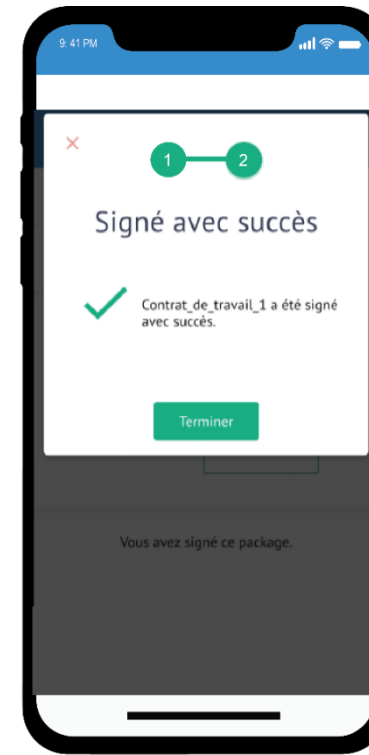 9: 41 PM
1 2
Signé avec succès
Contrat_de_travail_1 a été signé
avec succès.
Terminer
Vous avez signé ce package.